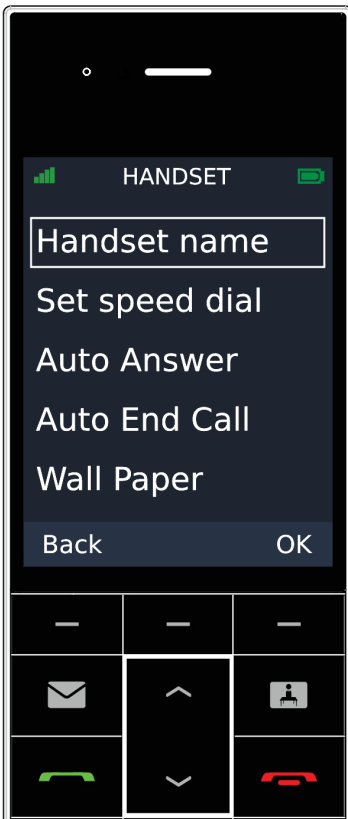 HANDSET
Handset name
Set speed dial
Auto Answer
Auto End Call
Wall Paper
Back OK